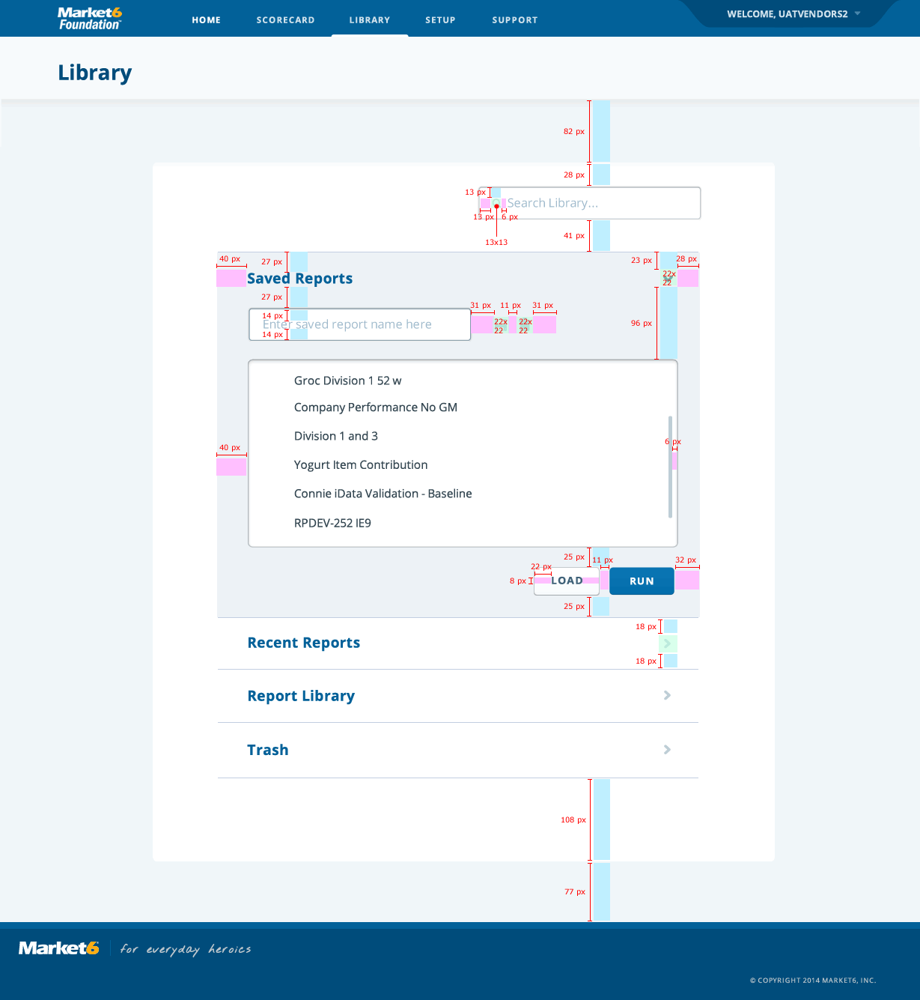 Market6
Foundation™
HOME
SCORECARD
LIBRARY
SETUP
SUPPORT
WELCOME, UATVENDORS2
Library
82 px
28 px
13 px
Search Library...
13 px
6 px
13x13
41 px
40 px
27 px
23 px
28 px
Saved Reports
22x
22
27 px
31 px
11 px
31 px
14 px
Enter saved report name here
22x
22
22x
22
96 px
14 px
Groc Division 1 52 w
Company Performance No GM
Division 1 and 3
40 px
6 px
Yogurt Item Contribution
Connie iData Validation - Baseline
RPDEV-252 IE9
25 px
11 px
32 px
22 px
8 px
LOAD
RUN
25 px
18 px
Recent Reports
18 px
Report Library
Trash
108 px
77 px
Market6
for everyday heroics
© COPYRIGHT 2014 MARKET6, INC.